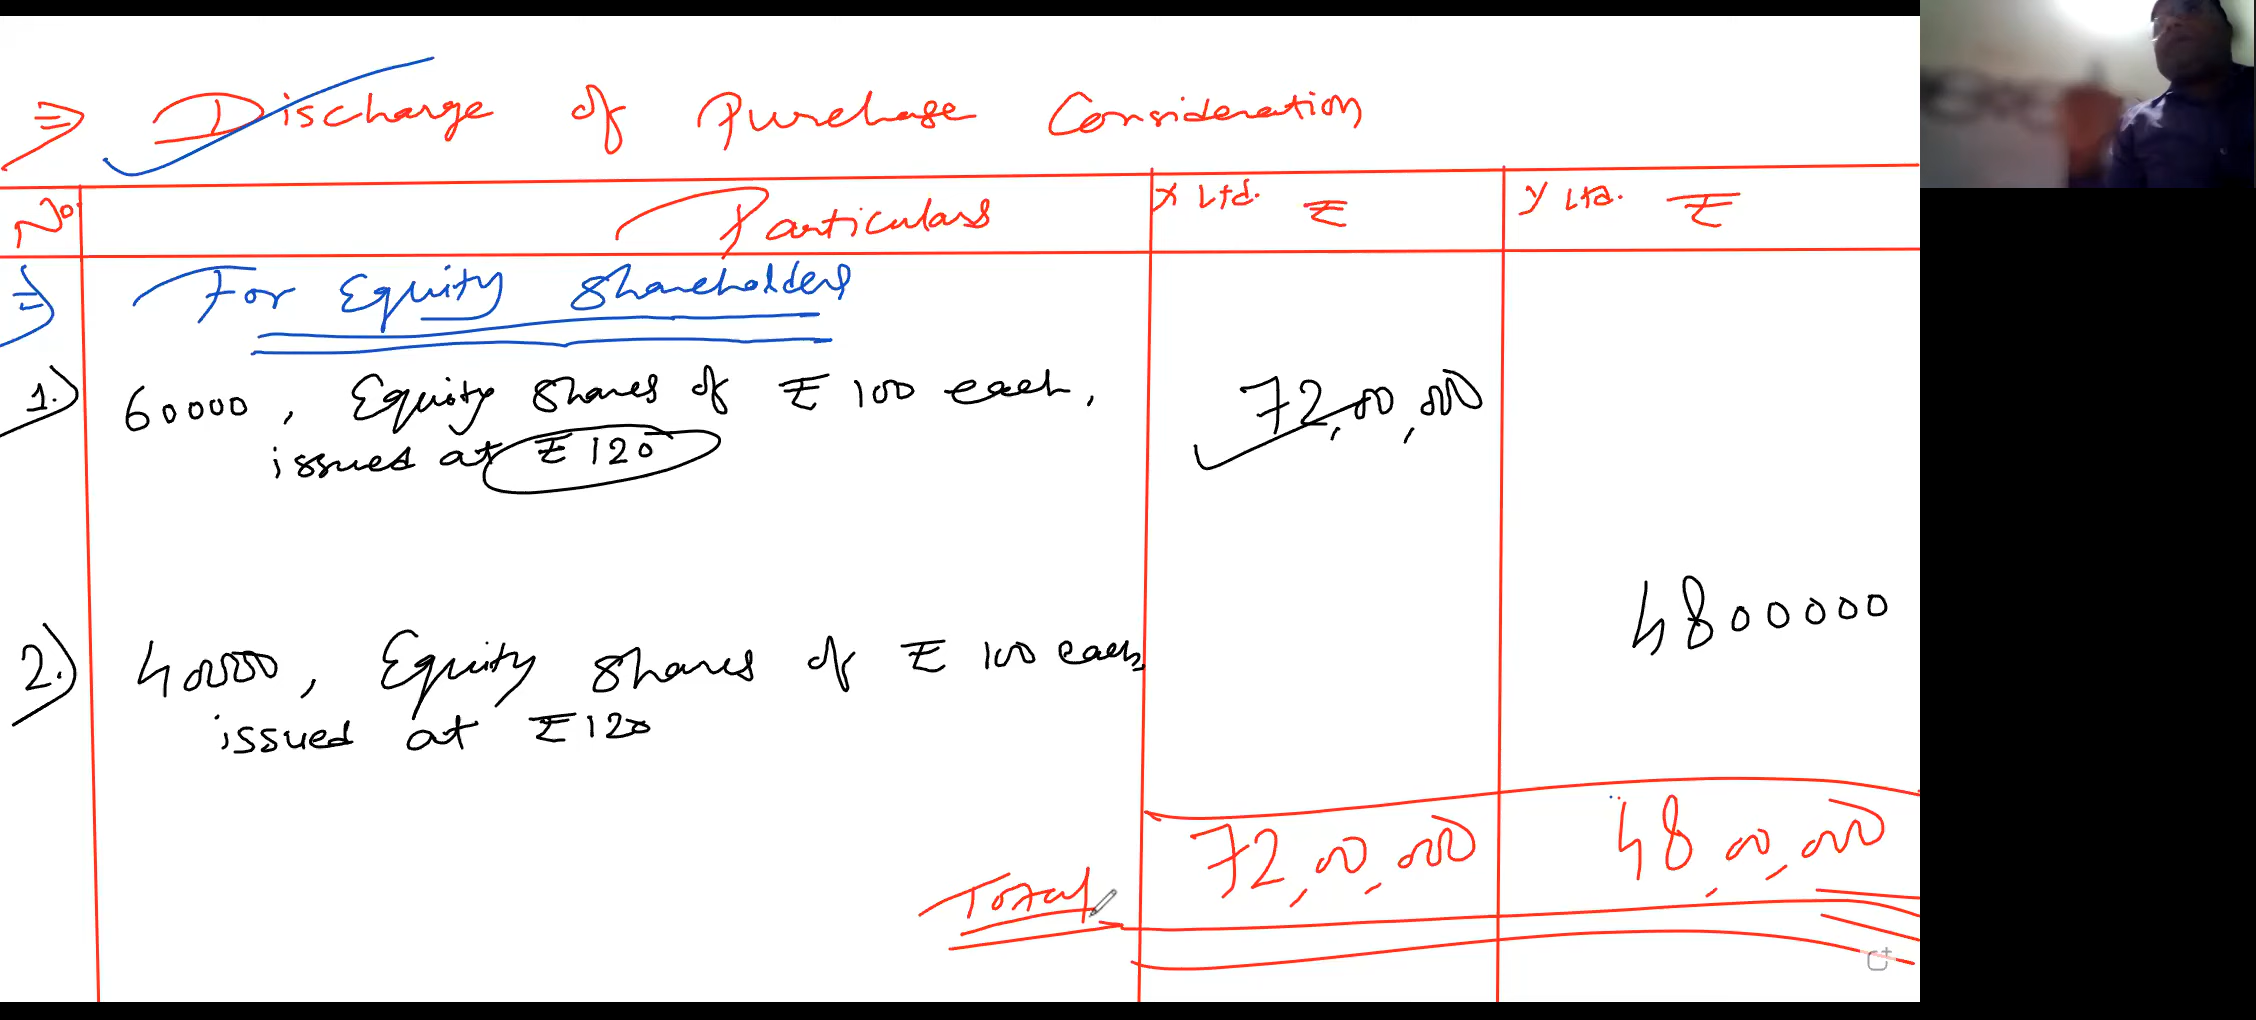 ⇒ Discharge of Purchase Consideration
No. Particulars X Ltd. ₹ Y Ltd. ₹
⇒ For Equity Shareholders
1.) 60000, Equity Shares of ₹ 100 each, 72,00,000
issued at ₹ 120
4800000
2.) 40000, Equity Shares of ₹ 100 each
issued at ₹ 120
Total 72,00,000 48,00,000